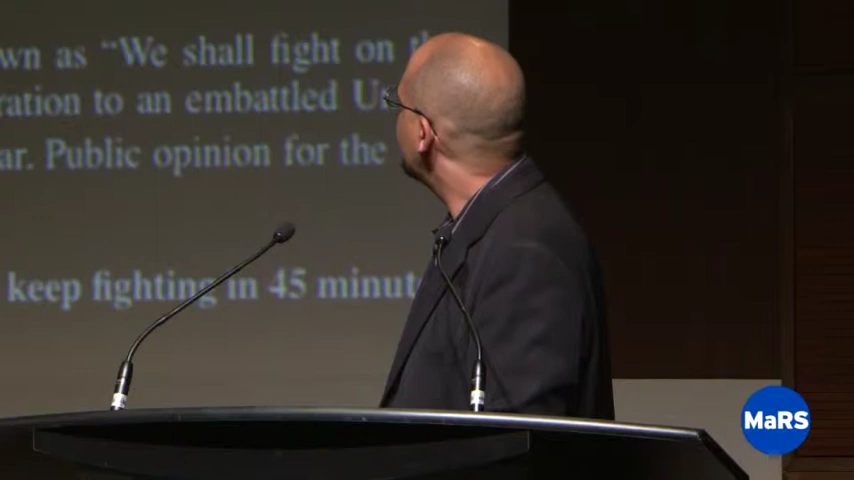 wn as “We shall fight on
ration to an embattled
ar. Public opinion for the
keep fighting in 45 minut
MaRS